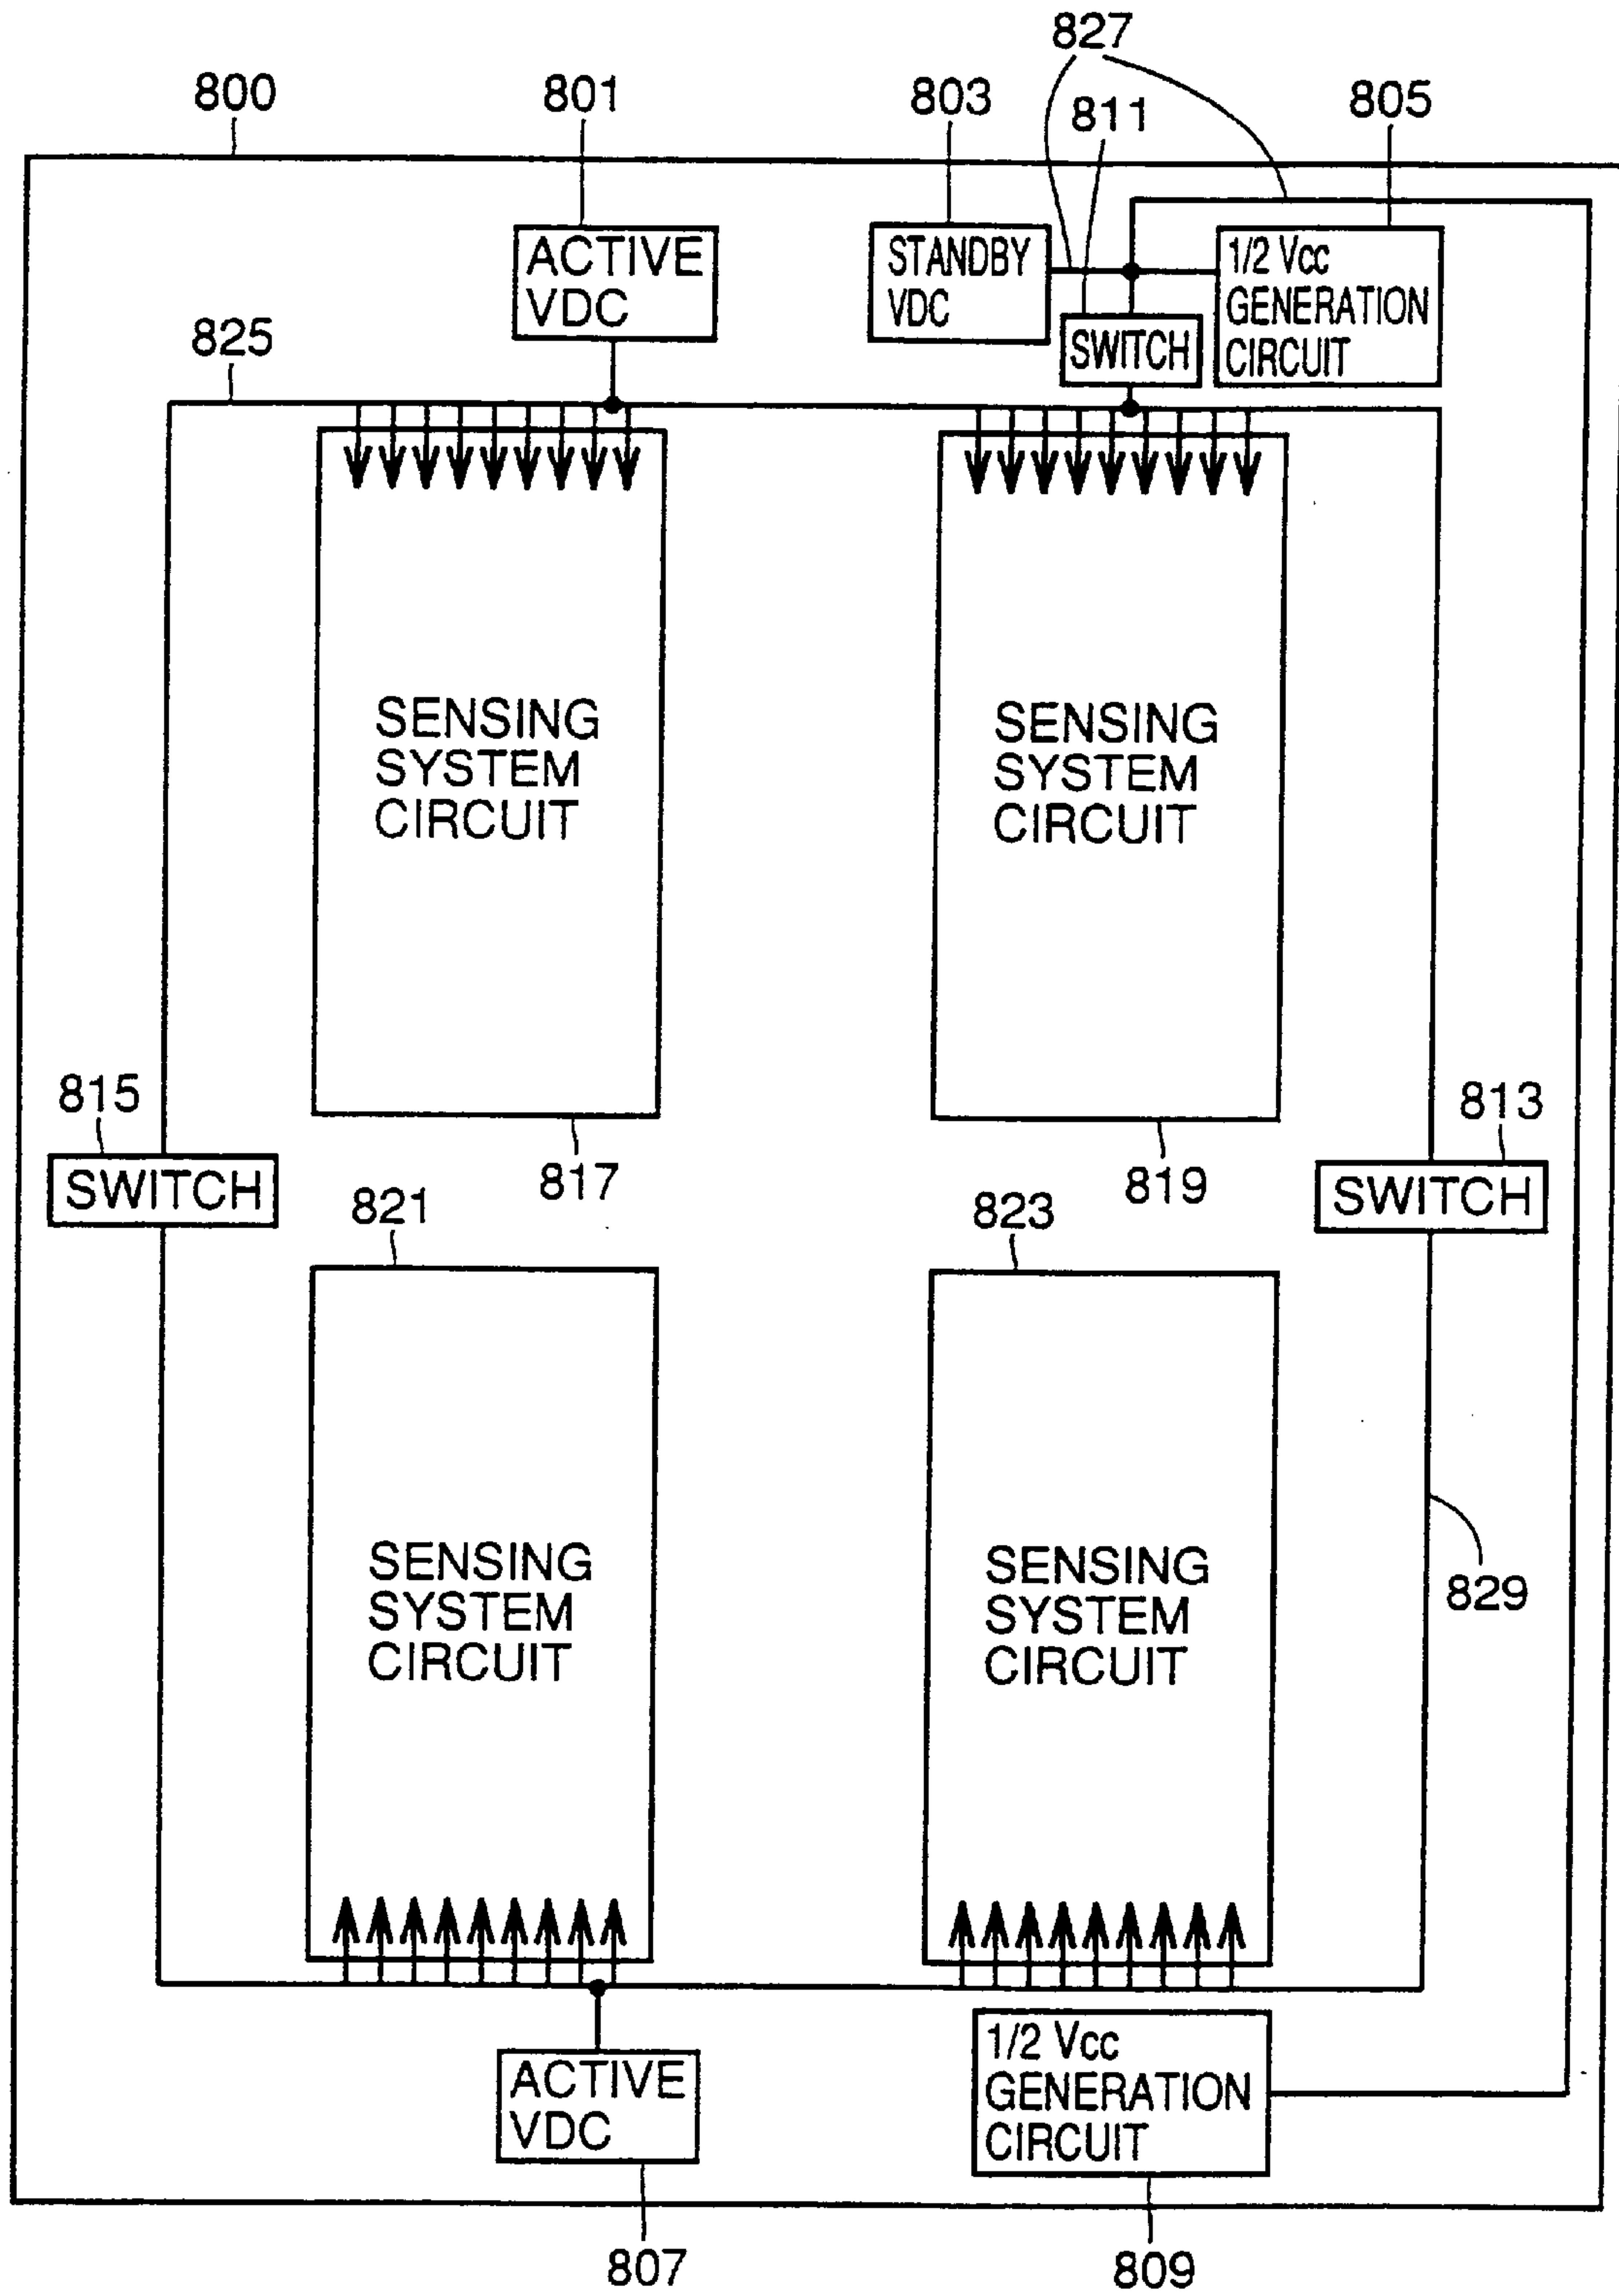 827
800
801
803
811
805
ACTIVE
VDC
STANDBY
VDC
1/2 Vcc
GENERATION
CIRCUIT
SWITCH
825
SENSING
SYSTEM
CIRCUIT
SENSING
SYSTEM
CIRCUIT
815
813
SWITCH
817
819
SWITCH
821
823
SENSING
SYSTEM
CIRCUIT
SENSING
SYSTEM
CIRCUIT
829
ACTIVE
VDC
1/2 Vcc
GENERATION
CIRCUIT
807
809